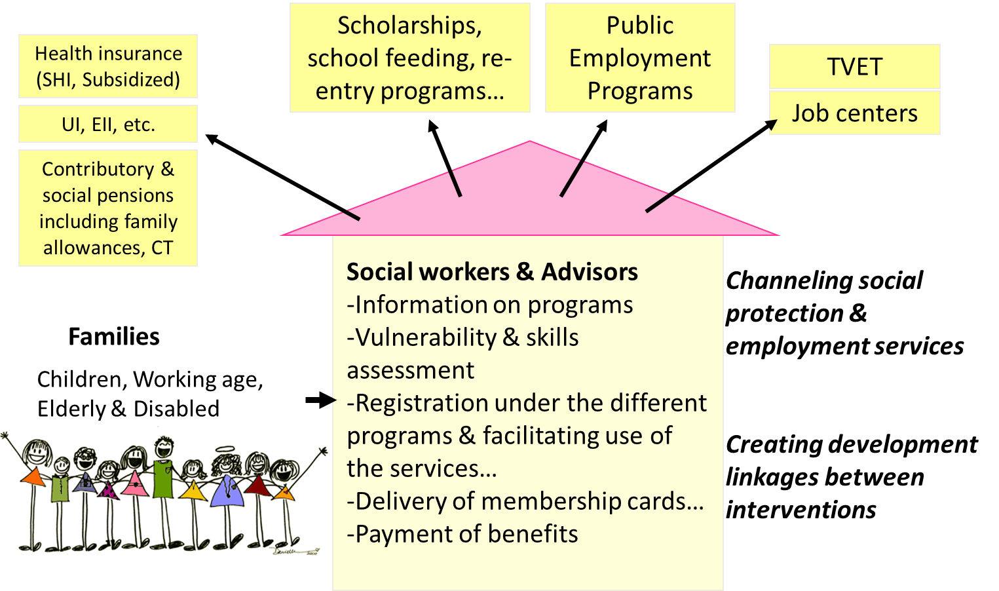 Health insurance
(SHI, Subsidized)
UI, EII, etc.
Contributory &
social pensions
including family
allowances, CT
Scholarships,
school feeding, re-
entry programs...
Public
Employment
Programs
TVET
Job centers
Families
Children, Working age,
Elderly & Disabled
Danielle
2000
Social workers & Advisors
-Information on programs
-Vulnerability & skills
assessment
-Registration under the different
programs & facilitating use of
the services...
-Delivery of membership cards...
-Payment of benefits
Channeling social
protection &
employment services
Creating development
linkages between
interventions